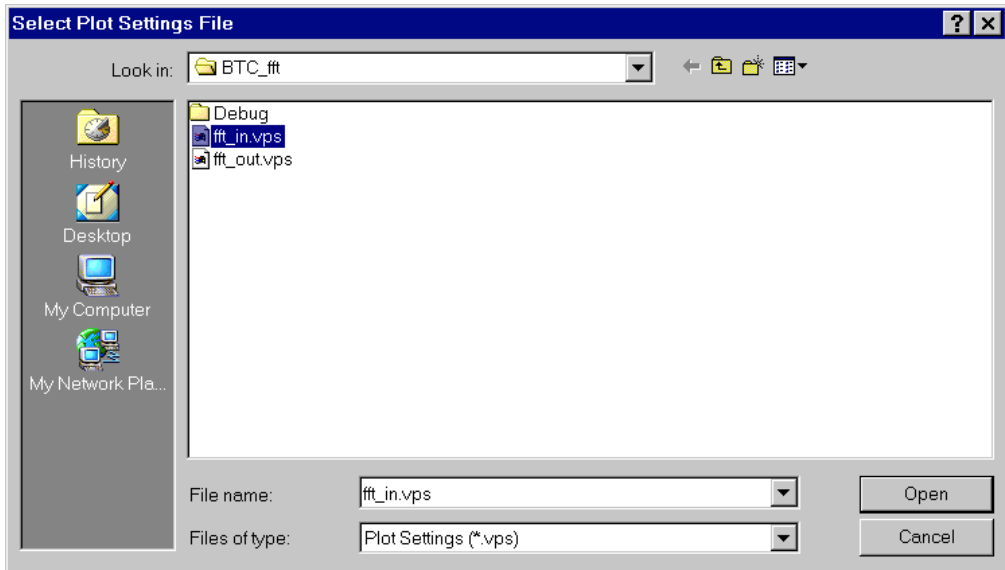 Select Plot Settings File
Look in: BTC_fft
Debug
fft_in.vps
fft_out.vps
History
Desktop
My Computer
My Network Pla...
File name: fft_in.vps Open
Files of type: Plot Settings (*.vps) Cancel